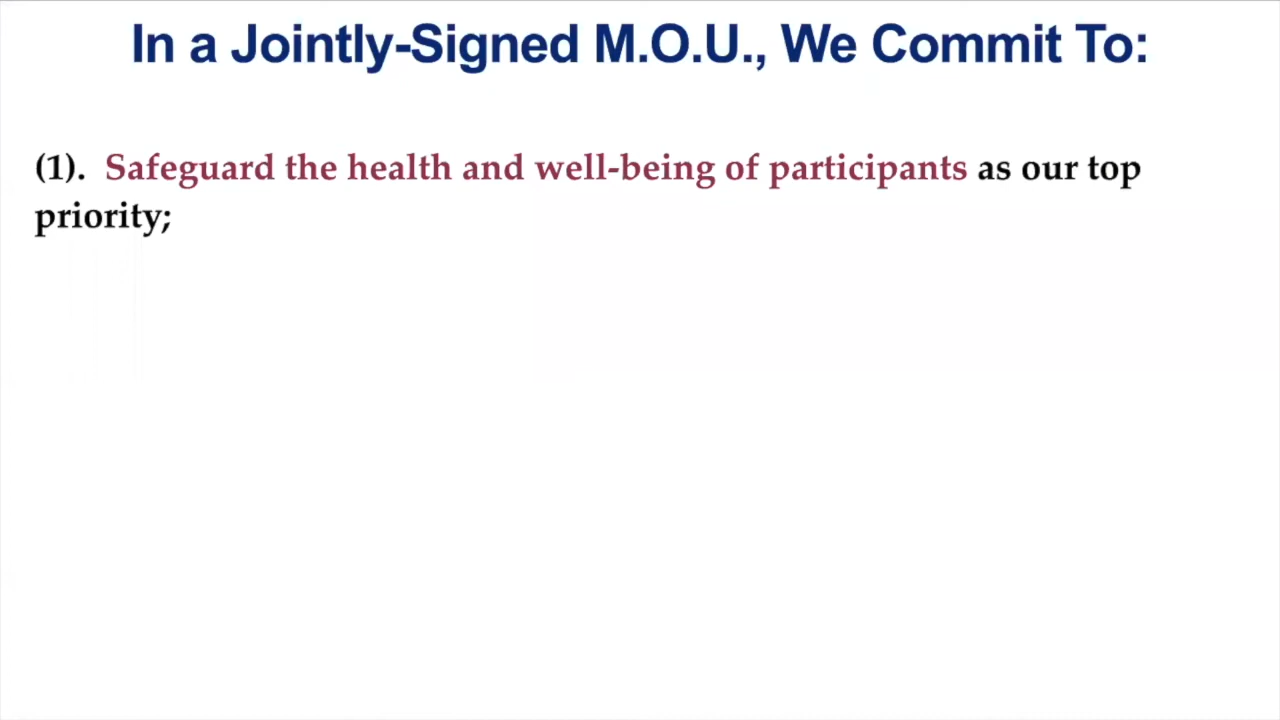 In a Jointly-Signed M.O.U., We Commit To:
(1). Safeguard the health and well-being of participants as our top
priority;